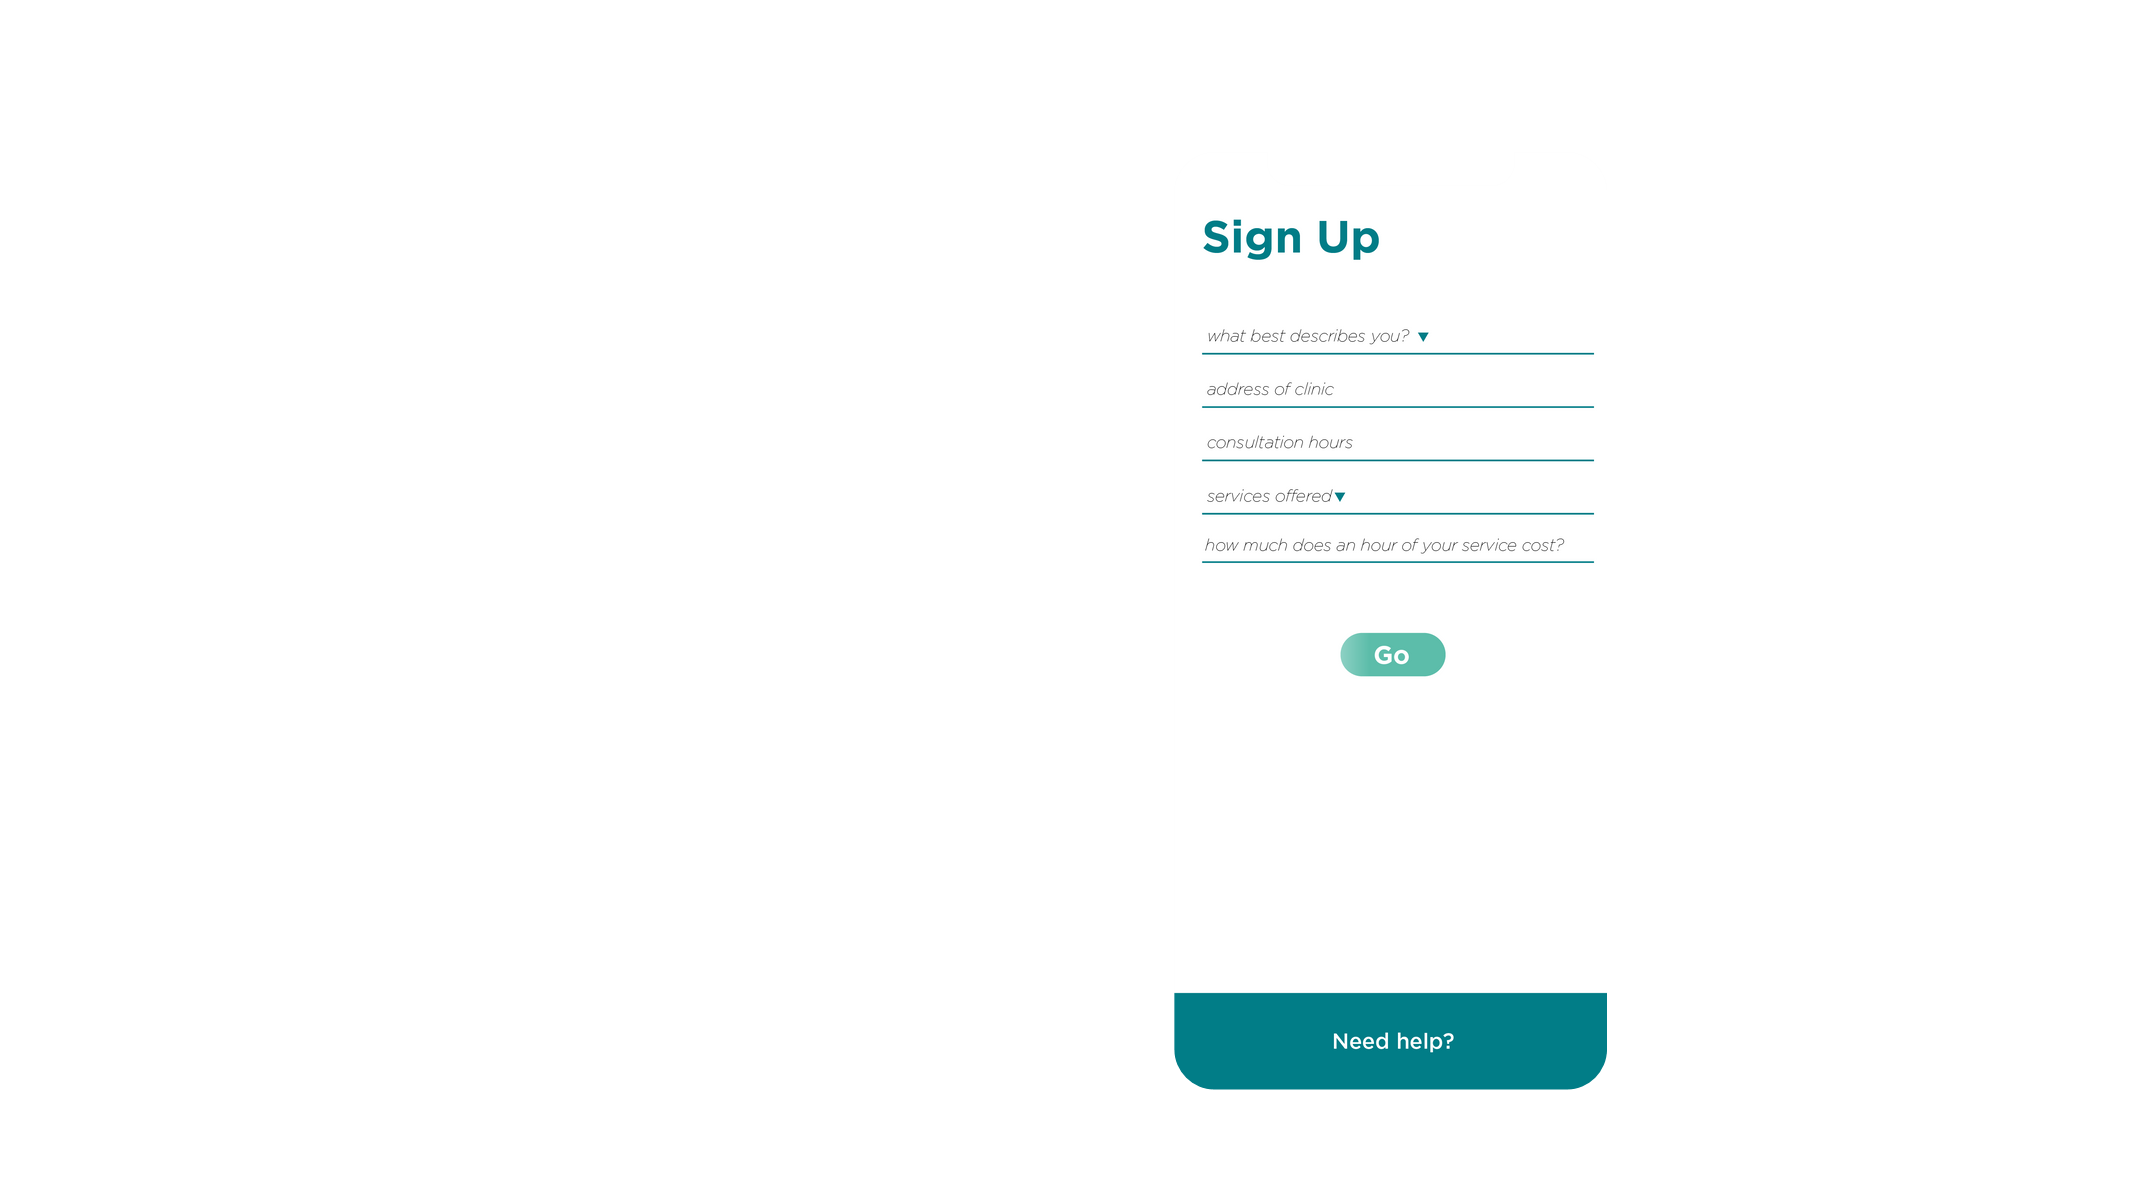 Sign Up
what best describes you?
address of clinic
consultation hours
services offered
how much does an hour of your service cost?
Go
Need help?